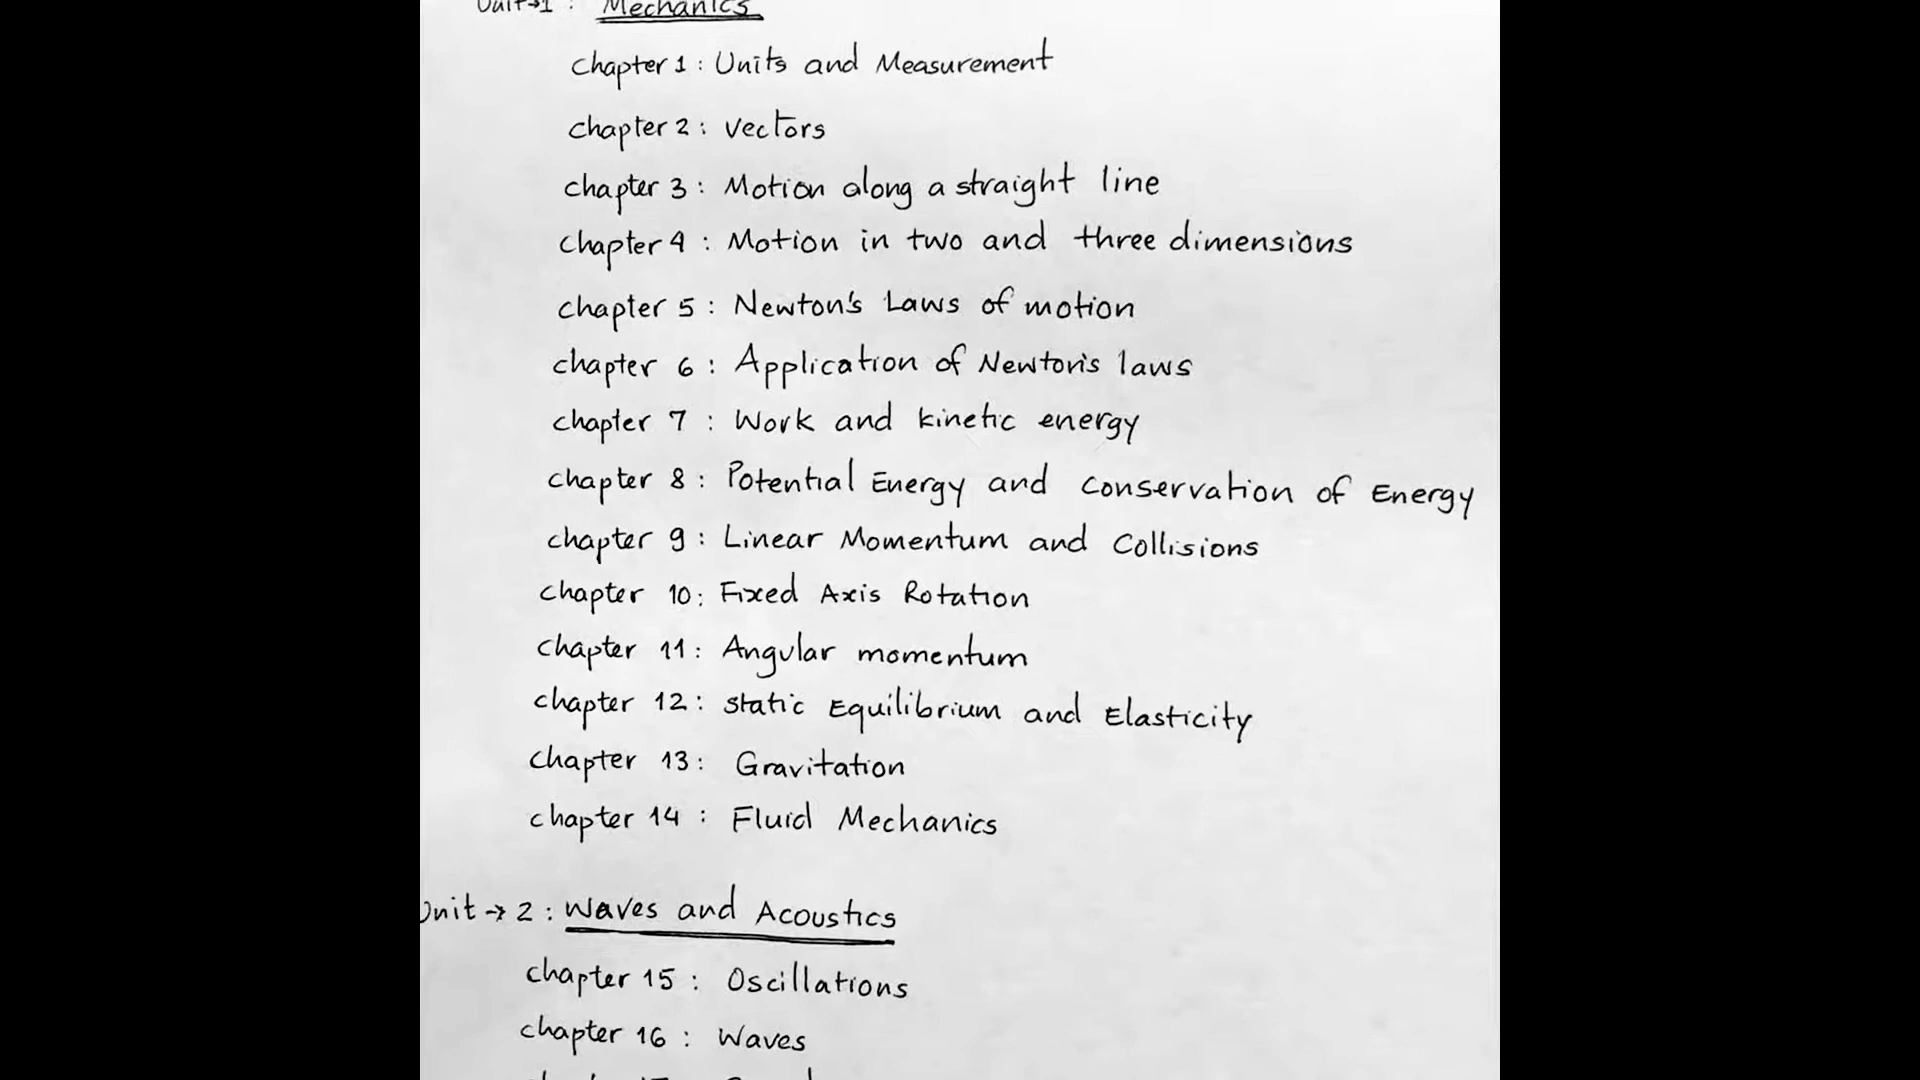 Unit→1 : Mechanics
chapter 1 : Units and Measurement
chapter 2 : Vectors
chapter 3 : Motion along a straight line
chapter 4 : Motion in two and three dimensions
chapter 5 : Newton's Laws of motion
chapter 6 : Application of Newton's laws
chapter 7 : Work and kinetic energy
chapter 8 : Potential Energy and Conservation of Energy
chapter 9 : Linear Momentum and Collisions
chapter 10 : Fixed Axis Rotation
chapter 11 : Angular momentum
chapter 12 : Static Equilibrium and Elasticity
chapter 13 : Gravitation
chapter 14 : Fluid Mechanics
Unit → 2 : Waves and Acoustics
chapter 15 : Oscillations
chapter 16 : Waves